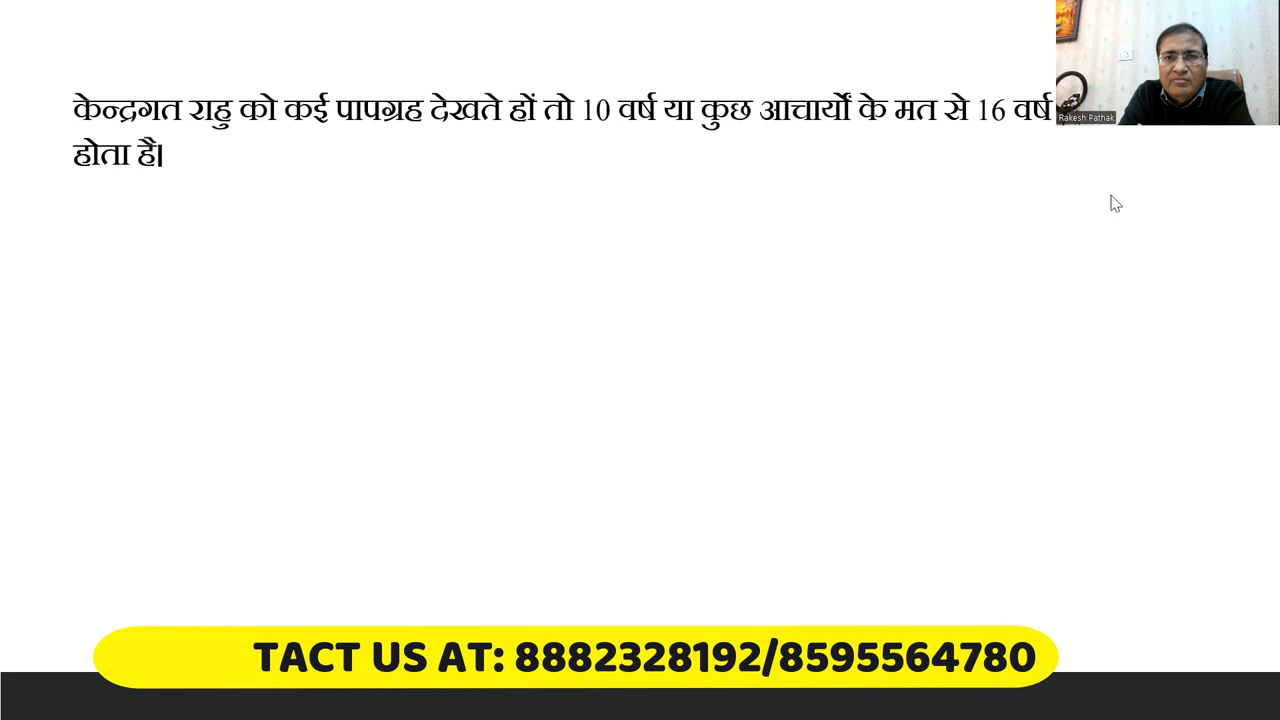 केन्द्रगत राहु को कई पापग्रह देखते हों तो 10 वर्ष या कुछ आचार्यों के मत से 16 वर्ष
होता है।
Rakesh Pathak
TACT US AT: 8882328192/8595564780